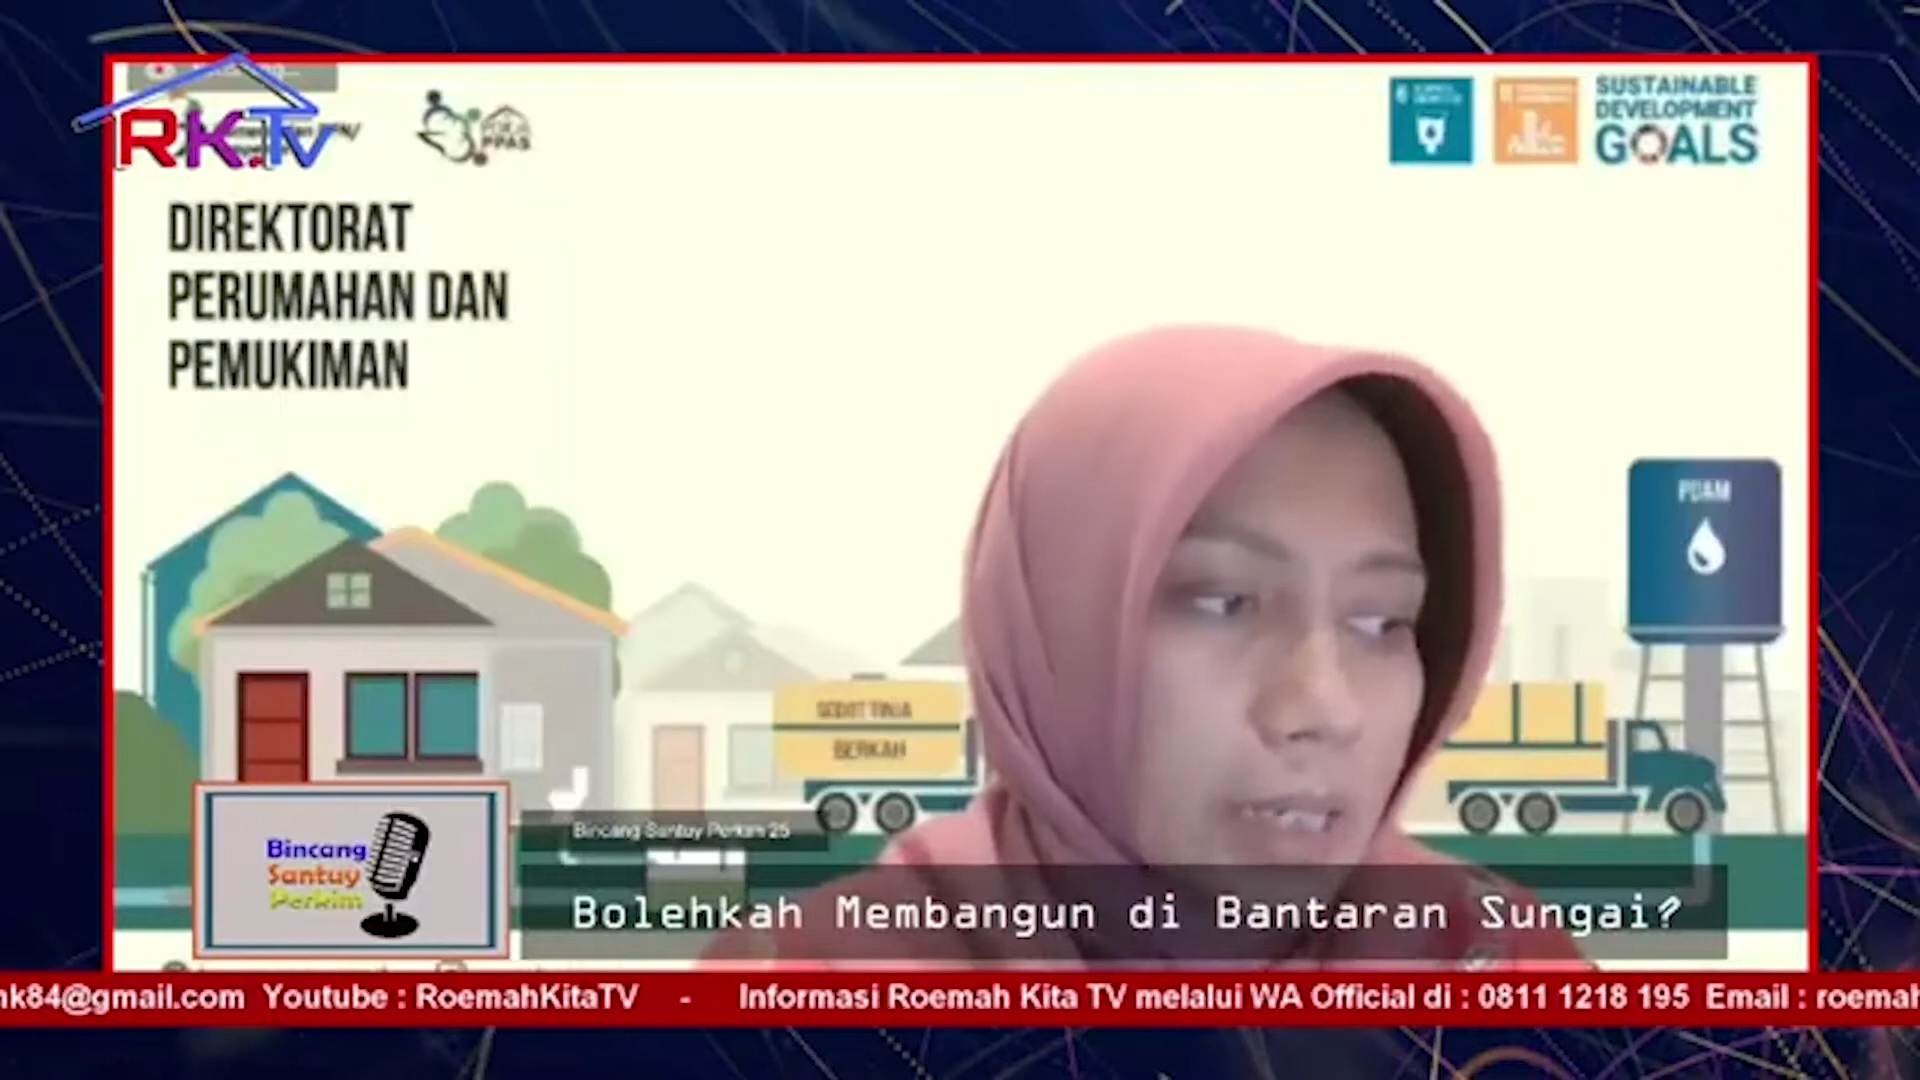 RK.TV
PPAS
SUSTAINABLE
DEVELOPMENT
GOALS
DIREKTORAT
PERUMAHAN DAN
PEMUKIMAN
PDAM
SEDOT TINJA
BERKAH
Bincang
Santuy
Perkim
Bincang Santuy Perkim 25
Bolehkah Membangun di Bantaran Sungai?
nk84@gmail.com Youtube : RoemahKitaTV - Informasi Roemah Kita TV melalui WA Official di : 0811 1218 195 Email : roemah